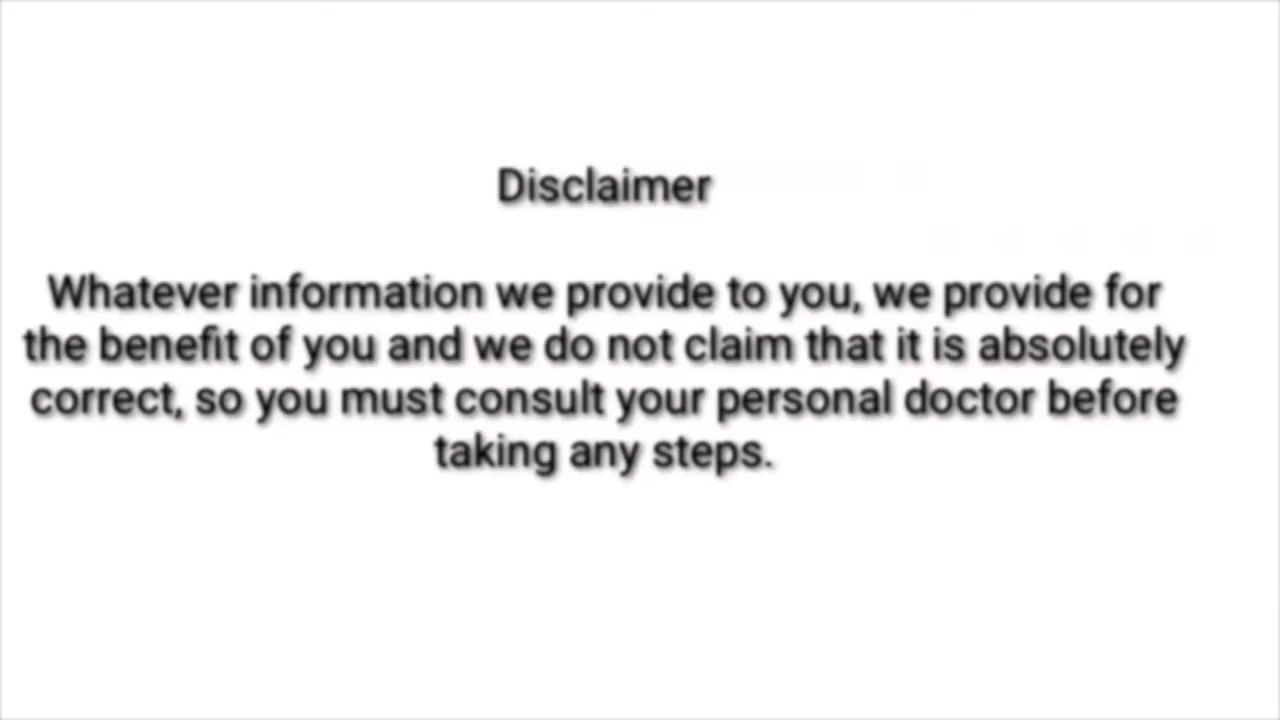 Disclaimer
Whatever information we provide to you, we provide for
the benefit of you and we do not claim that it is absolutely
correct, so you must consult your personal doctor before
taking any steps.